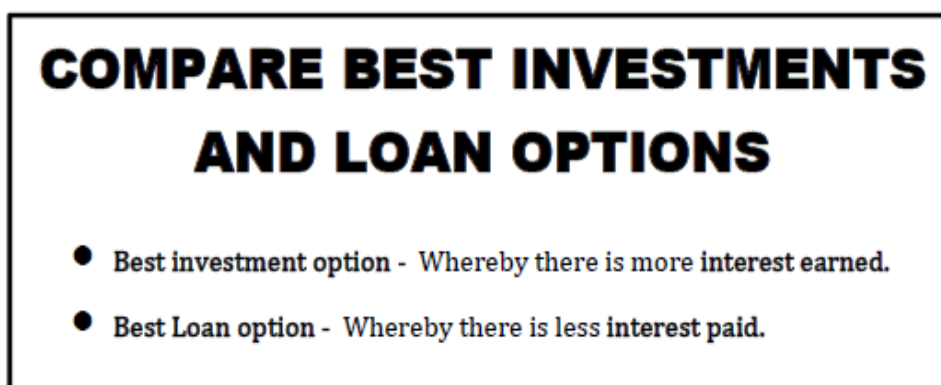 COMPARE BEST INVESTMENTS
AND LOAN OPTIONS
● Best investment option - Whereby there is more interest earned.
● Best Loan option - Whereby there is less interest paid.